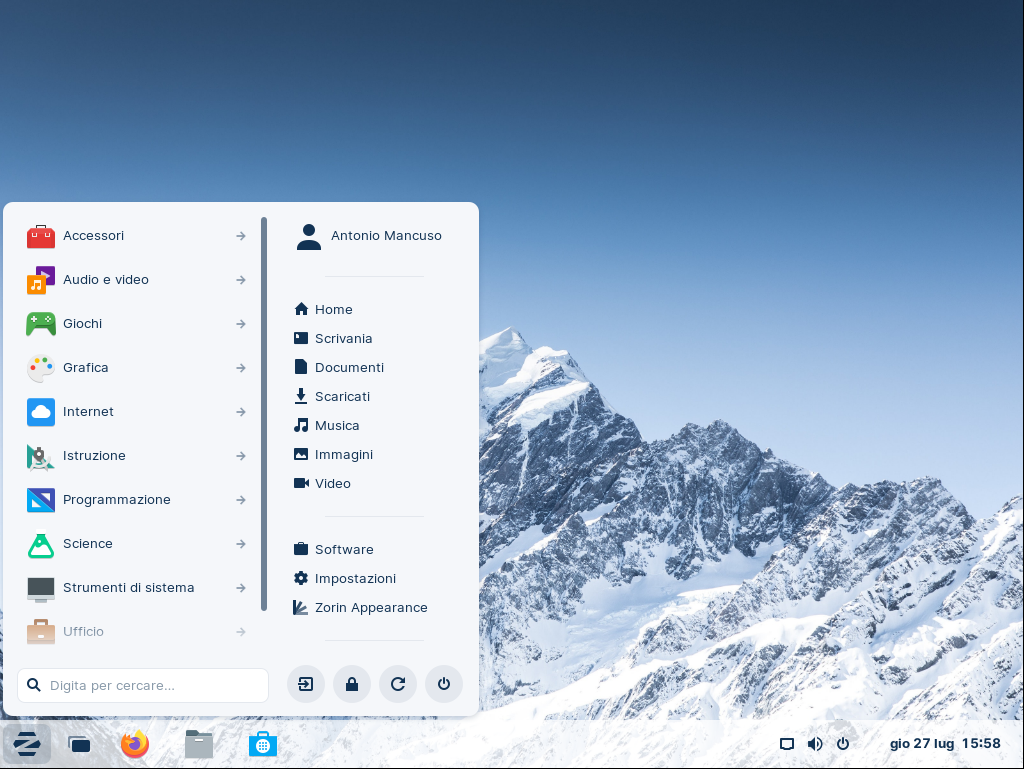 Accessori
Audio e video
Giochi
Grafica
Internet
Istruzione
Programmazione
Science
Strumenti di sistema
Ufficio
Digita per cercare...
Antonio Mancuso
Home
Scrivania
Documenti
Scaricati
Musica
Immagini
Video
Software
Impostazioni
Zorin Appearance
gio 27 lug 15:58